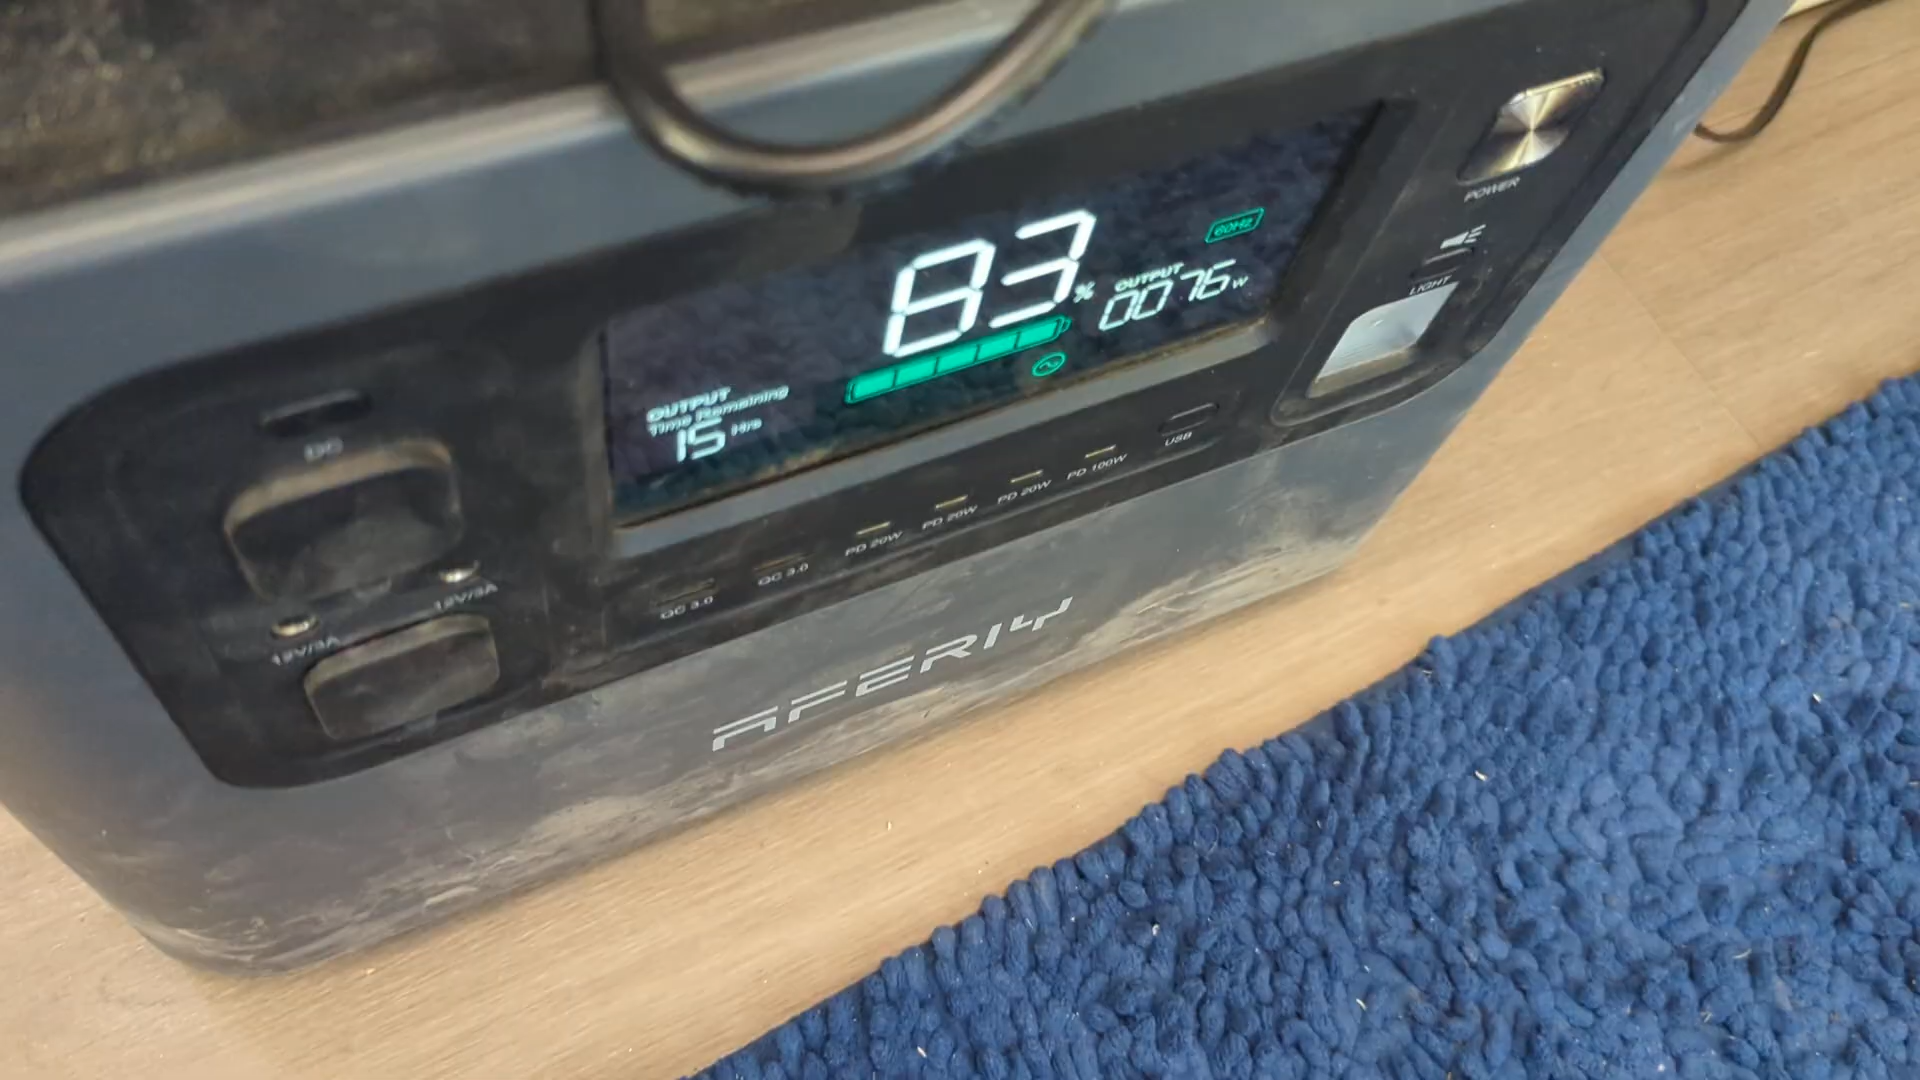 POWER
60Hz
83%
OUTPUT
0076W
LIGHT
OUTPUT
Time Remaining
15 Hrs
DC
USB
PD 100W
PD 20W
PD 20W
PD 20W
QC 3.0
QC 3.0
12V/3A
12V/3A
AFERIY